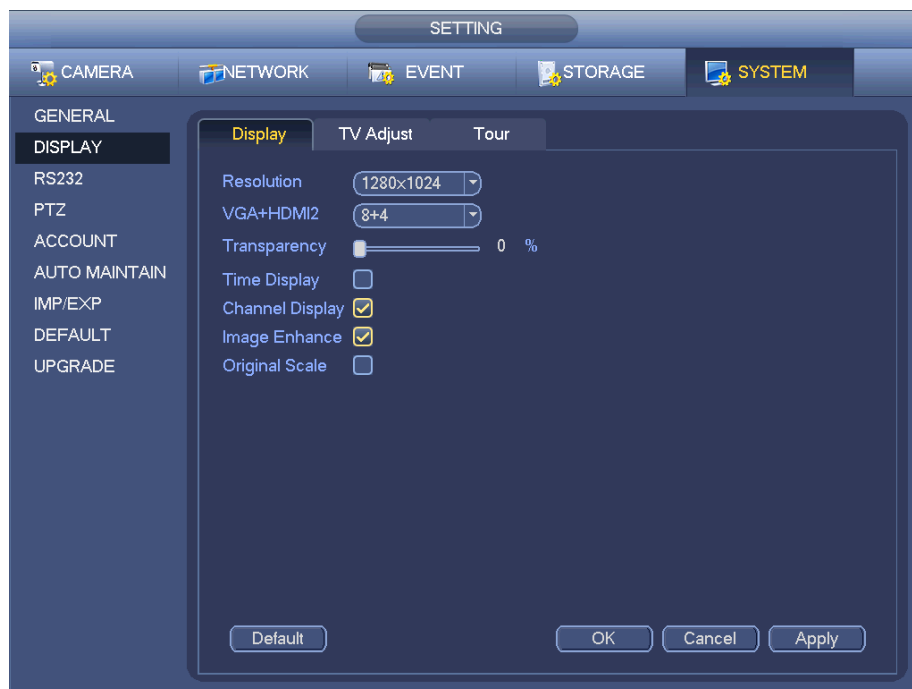 SETTING
CAMERA NETWORK EVENT STORAGE SYSTEM
GENERAL
DISPLAY
RS232
PTZ
ACCOUNT
AUTO MAINTAIN
IMP/EXP
DEFAULT
UPGRADE
Display TV Adjust Tour
Resolution 1280×1024
VGA+HDMI2 8+4
Transparency 0 %
Time Display
Channel Display
Image Enhance
Original Scale
Default OK Cancel Apply